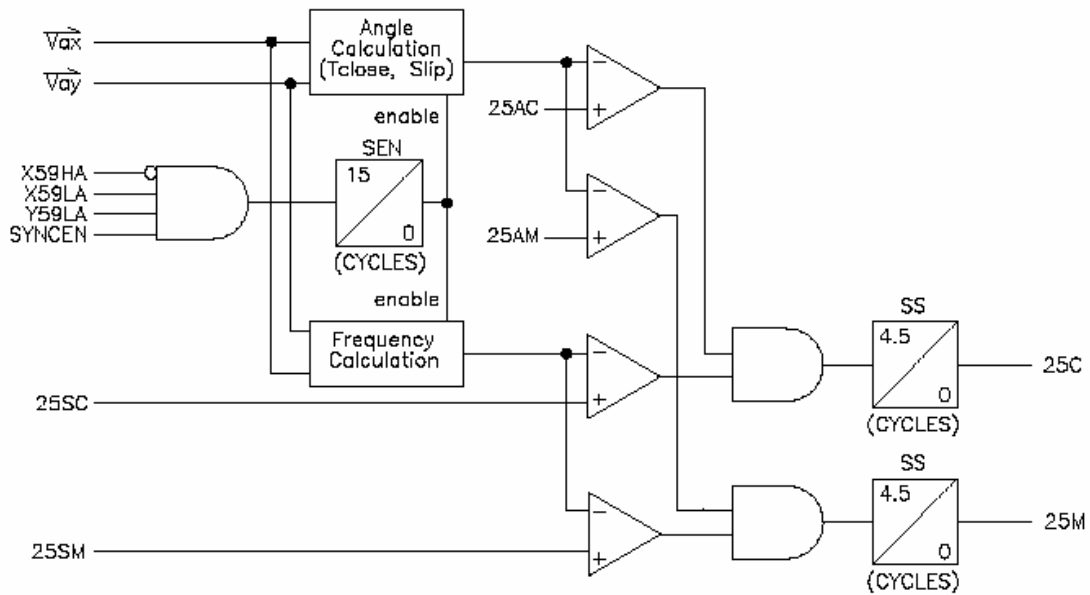 Vax
Vay
Angle
Calculation
(Tclose, Slip)
enable
25AC
X59HA
X59LA
Y59LA
SYNCEN
SEN
15
0
(CYCLES)
25AM
enable
Frequency
Calculation
25SC
SS
4.5
0
(CYCLES)
25C
SS
4.5
0
(CYCLES)
25M
25SM